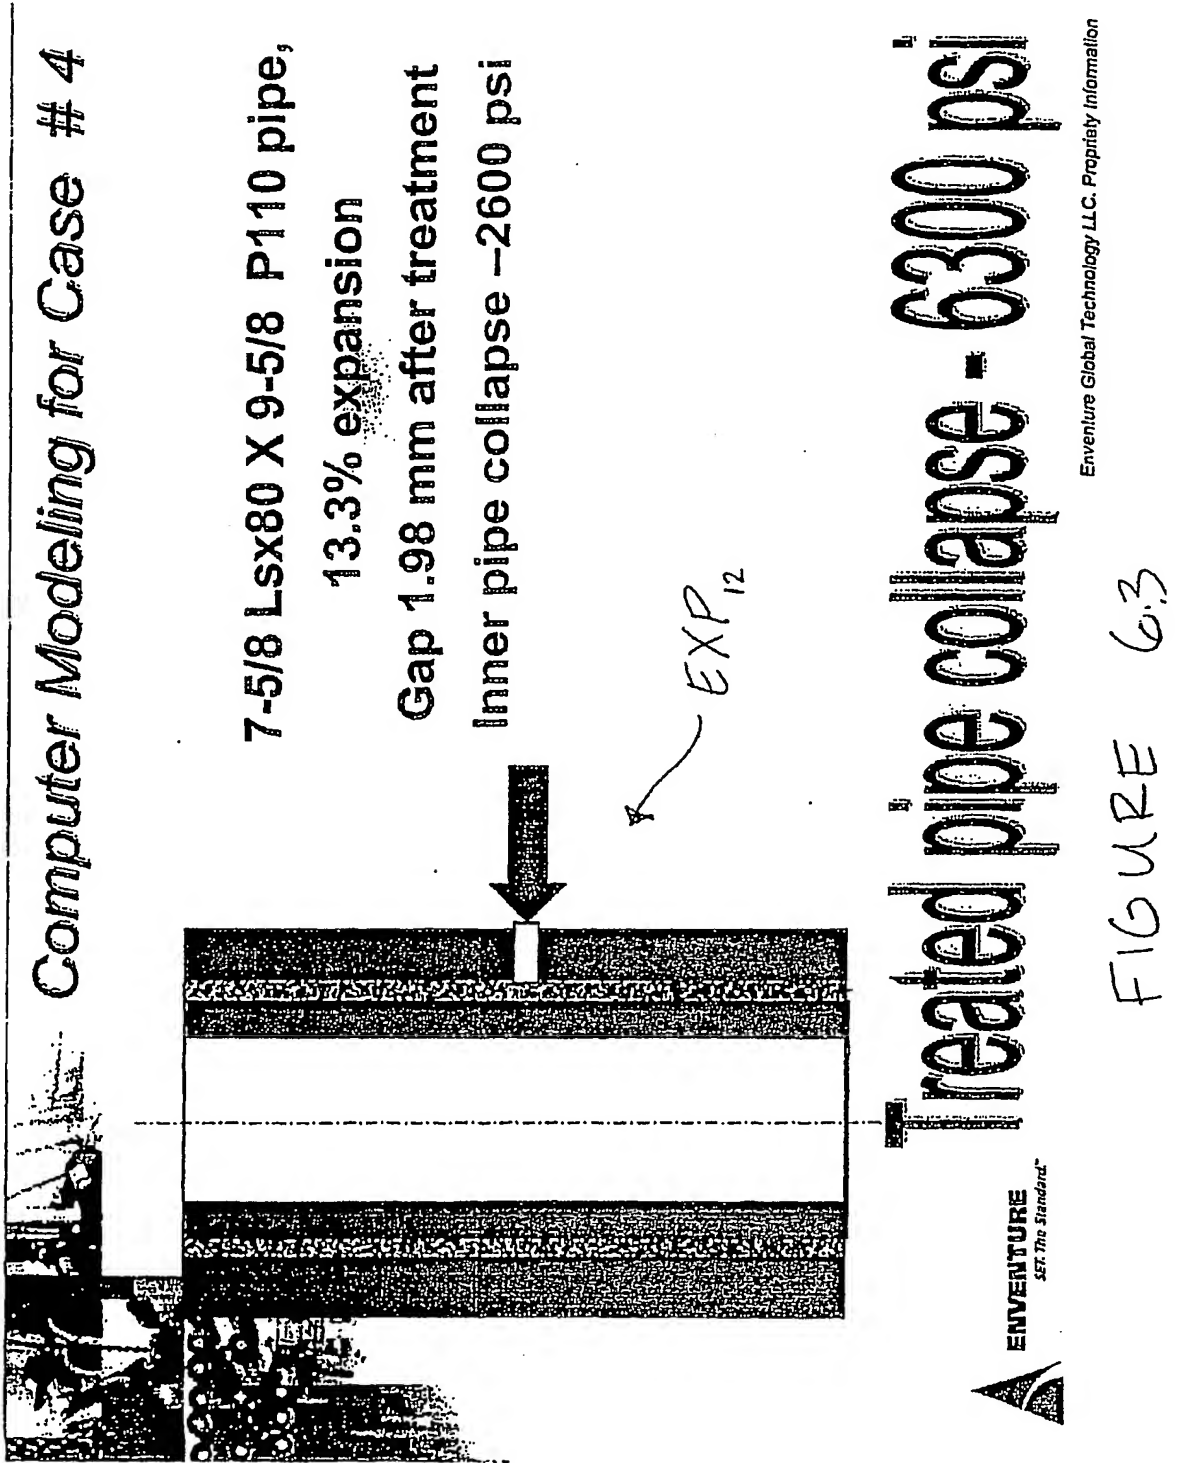 Computer Modelling for Case # 4
7-5/8 Lsx80 X 9-5/8 P110 pipe,
13.3% expansion
Gap 1.98 mm after treatment
Inner pipe collapse –2600 psi
EXP12
Treated pipe collapse - 6300 psi
ENVENTURE
SET. The Standard.™
Enventure Global Technology LLC. Propriety Information
FIGURE 6.3